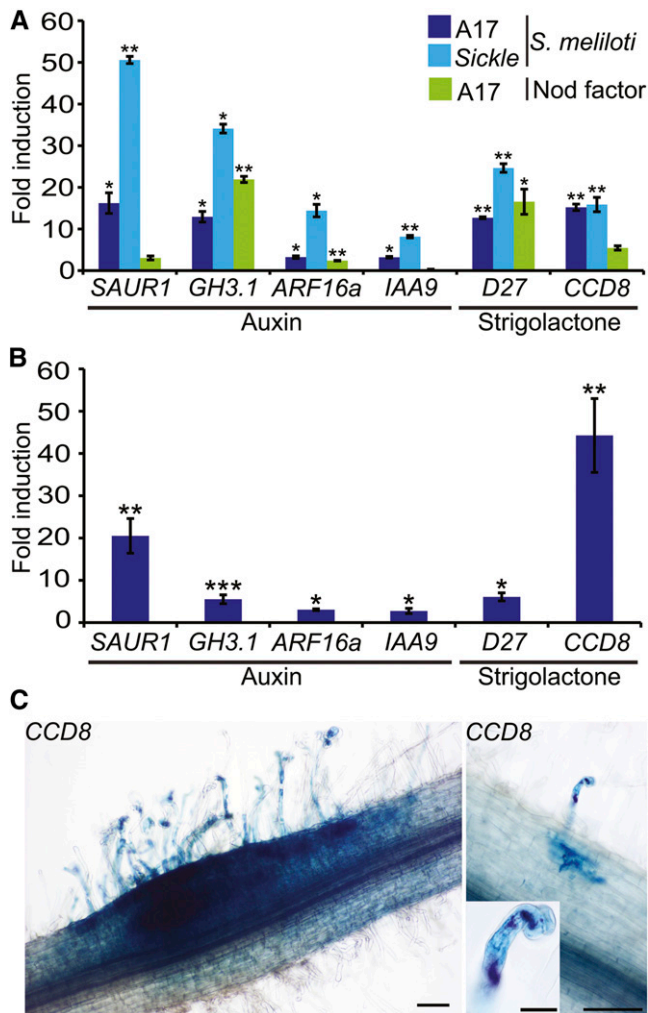 A
A17
Sickle
S. meliloti
A17
Nod factor
Fold induction
60
50
40
30
20
10
0
*
**
*
*
**
*
*
**
*
**
**
**
*
**
**
SAUR1 GH3.1 ARF16a IAA9 D27 CCD8
Auxin Strigolactone
B
Fold induction
60
50
40
30
20
10
0
**
***
*
*
*
**
SAUR1 GH3.1 ARF16a IAA9 D27 CCD8
Auxin Strigolactone
C
CCD8
CCD8